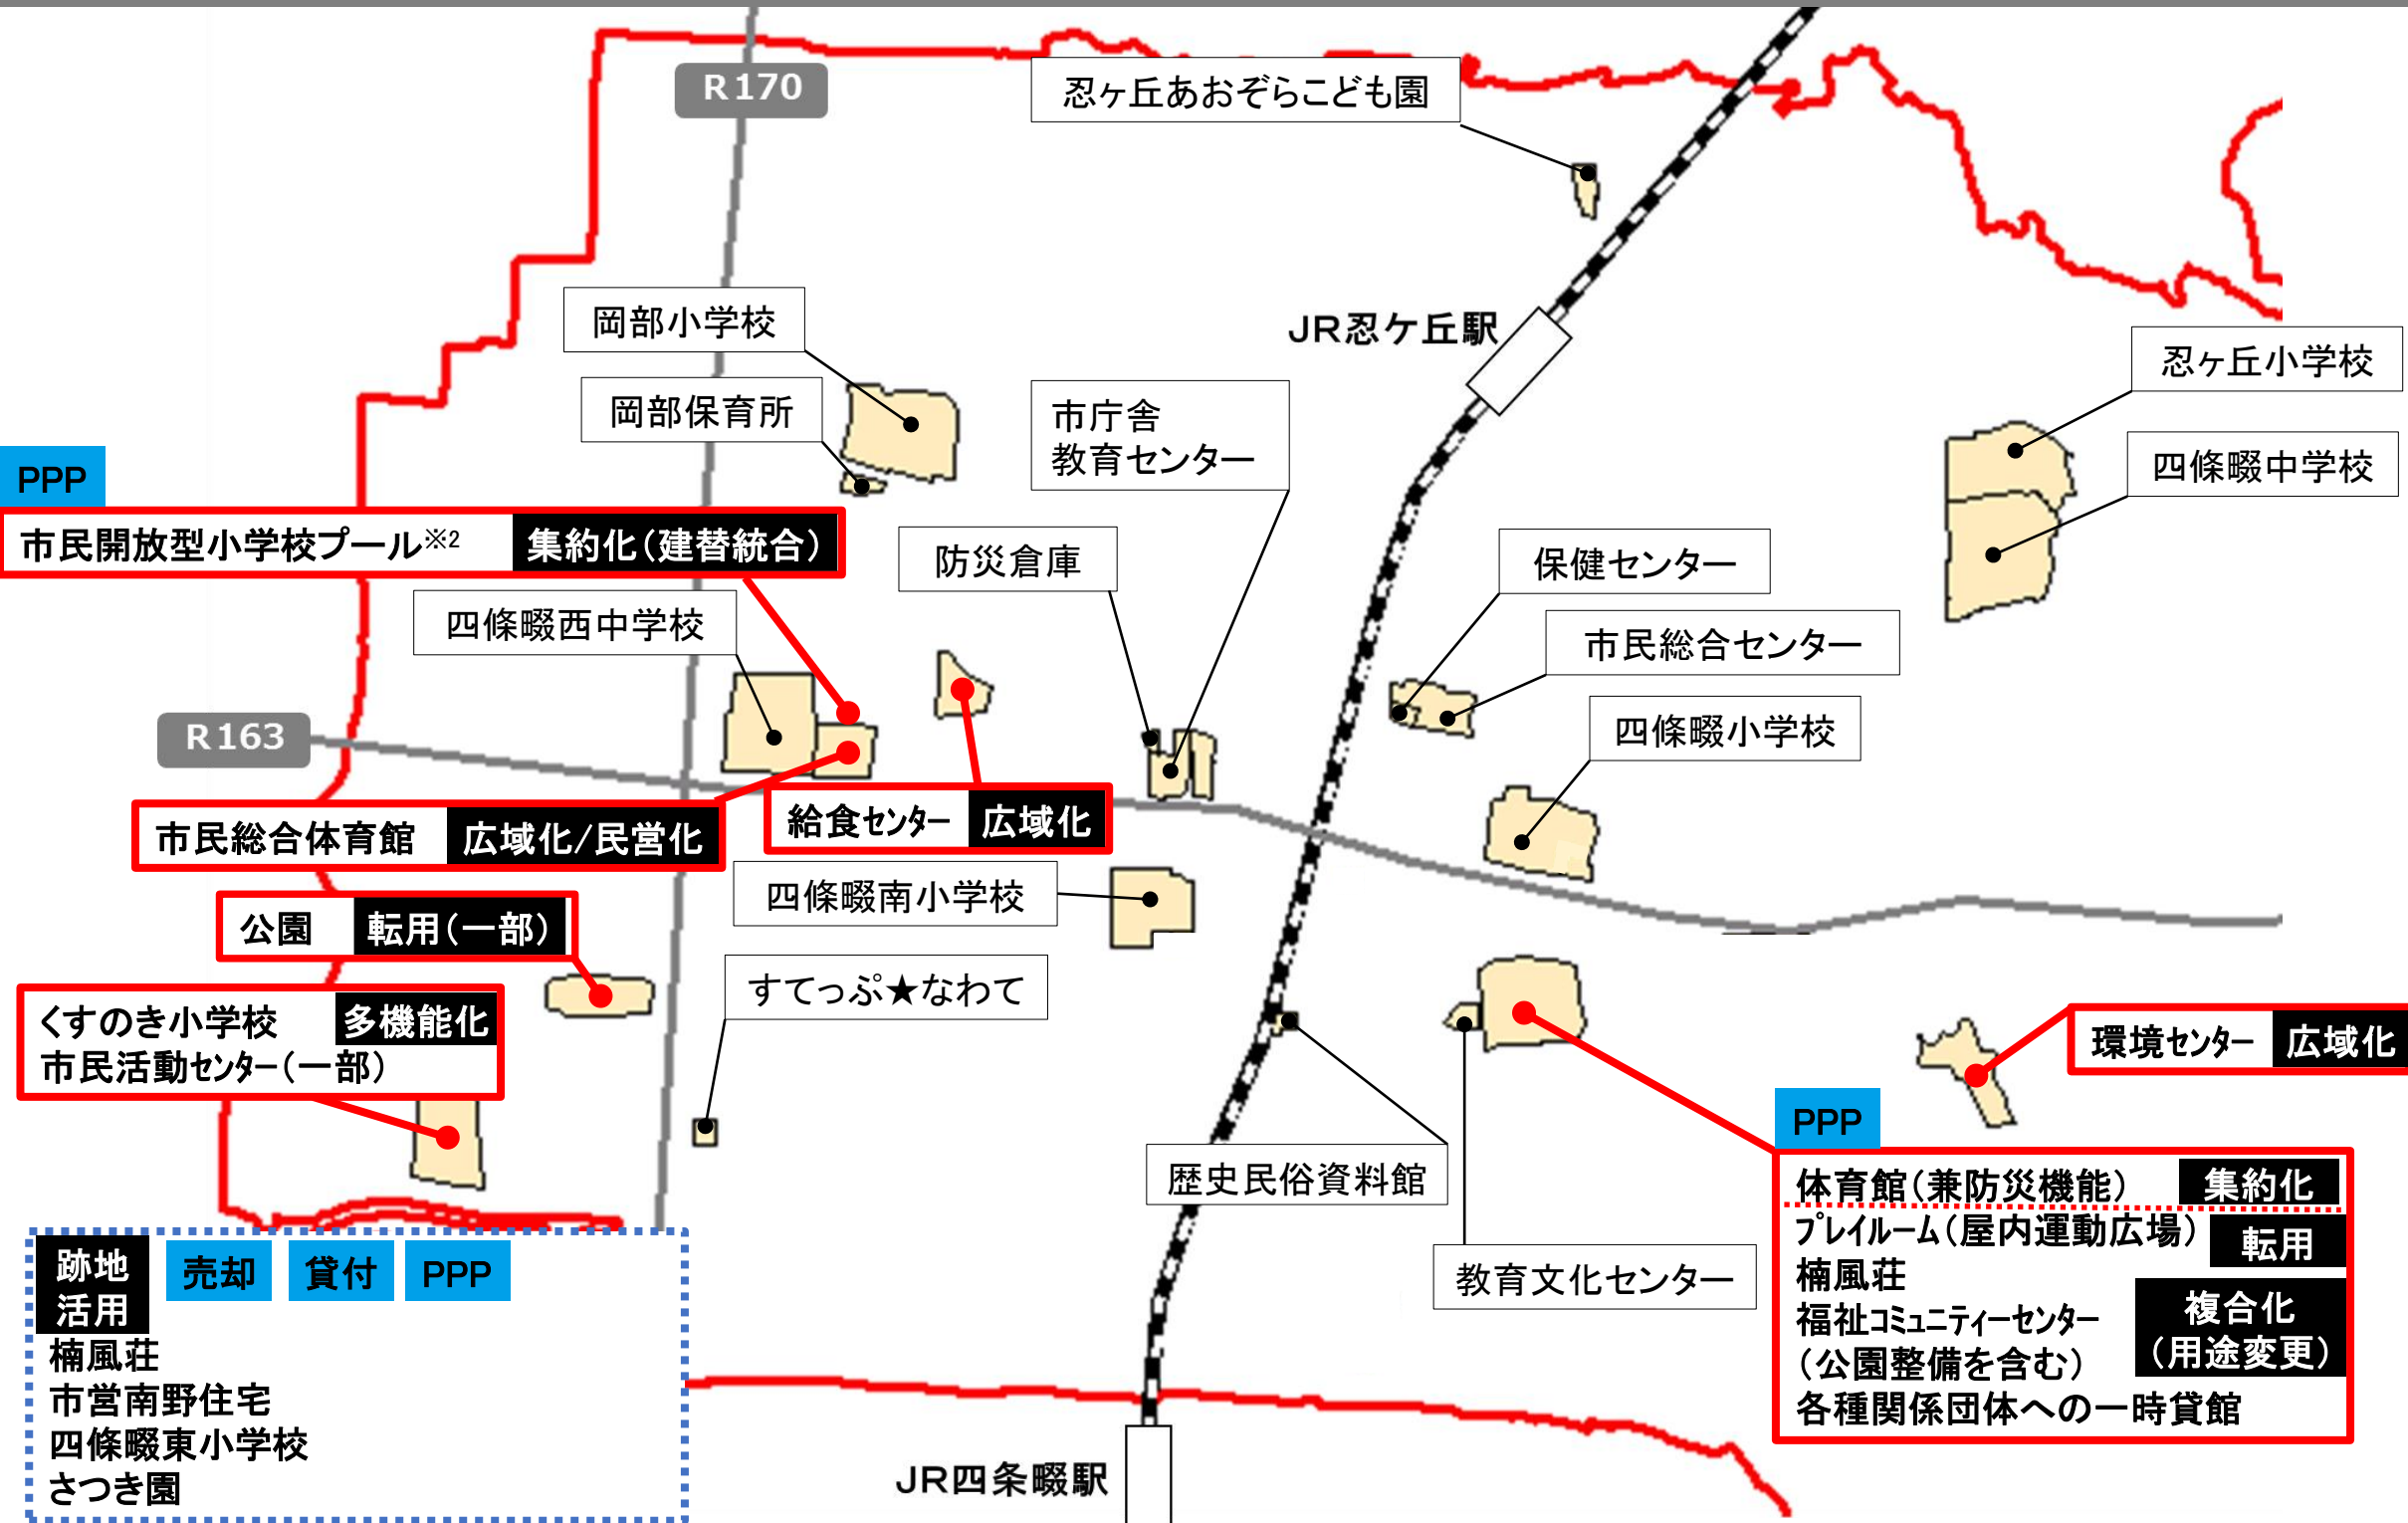 R170
忍ヶ丘あおぞらこども園
岡部小学校
JR忍ケ丘駅
忍ヶ丘小学校
岡部保育所
市庁舎
教育センター
四條畷中学校
PPP
市民開放型小学校プール※2 集約化(建替統合)
防災倉庫
保健センター
四條畷西中学校
市民総合センター
R163
四條畷小学校
市民総合体育館 広域化/民営化
給食センター 広域化
四條畷南小学校
公園 転用(一部)
すてっぷ★なわて
くすのき小学校 多機能化
市民活動センター(一部)
環境センター 広域化
PPP
歴史民俗資料館
体育館(兼防災機能) 集約化
プレイルーム(屋内運動広場) 転用
楠風荘
福祉コミュニティーセンター
(公園整備を含む)
複合化
(用途変更)
各種関係団体への一時貸館
教育文化センター
跡地
活用
売却 貸付 PPP
楠風荘
市営南野住宅
四條畷東小学校
さつき園
JR四条畷駅